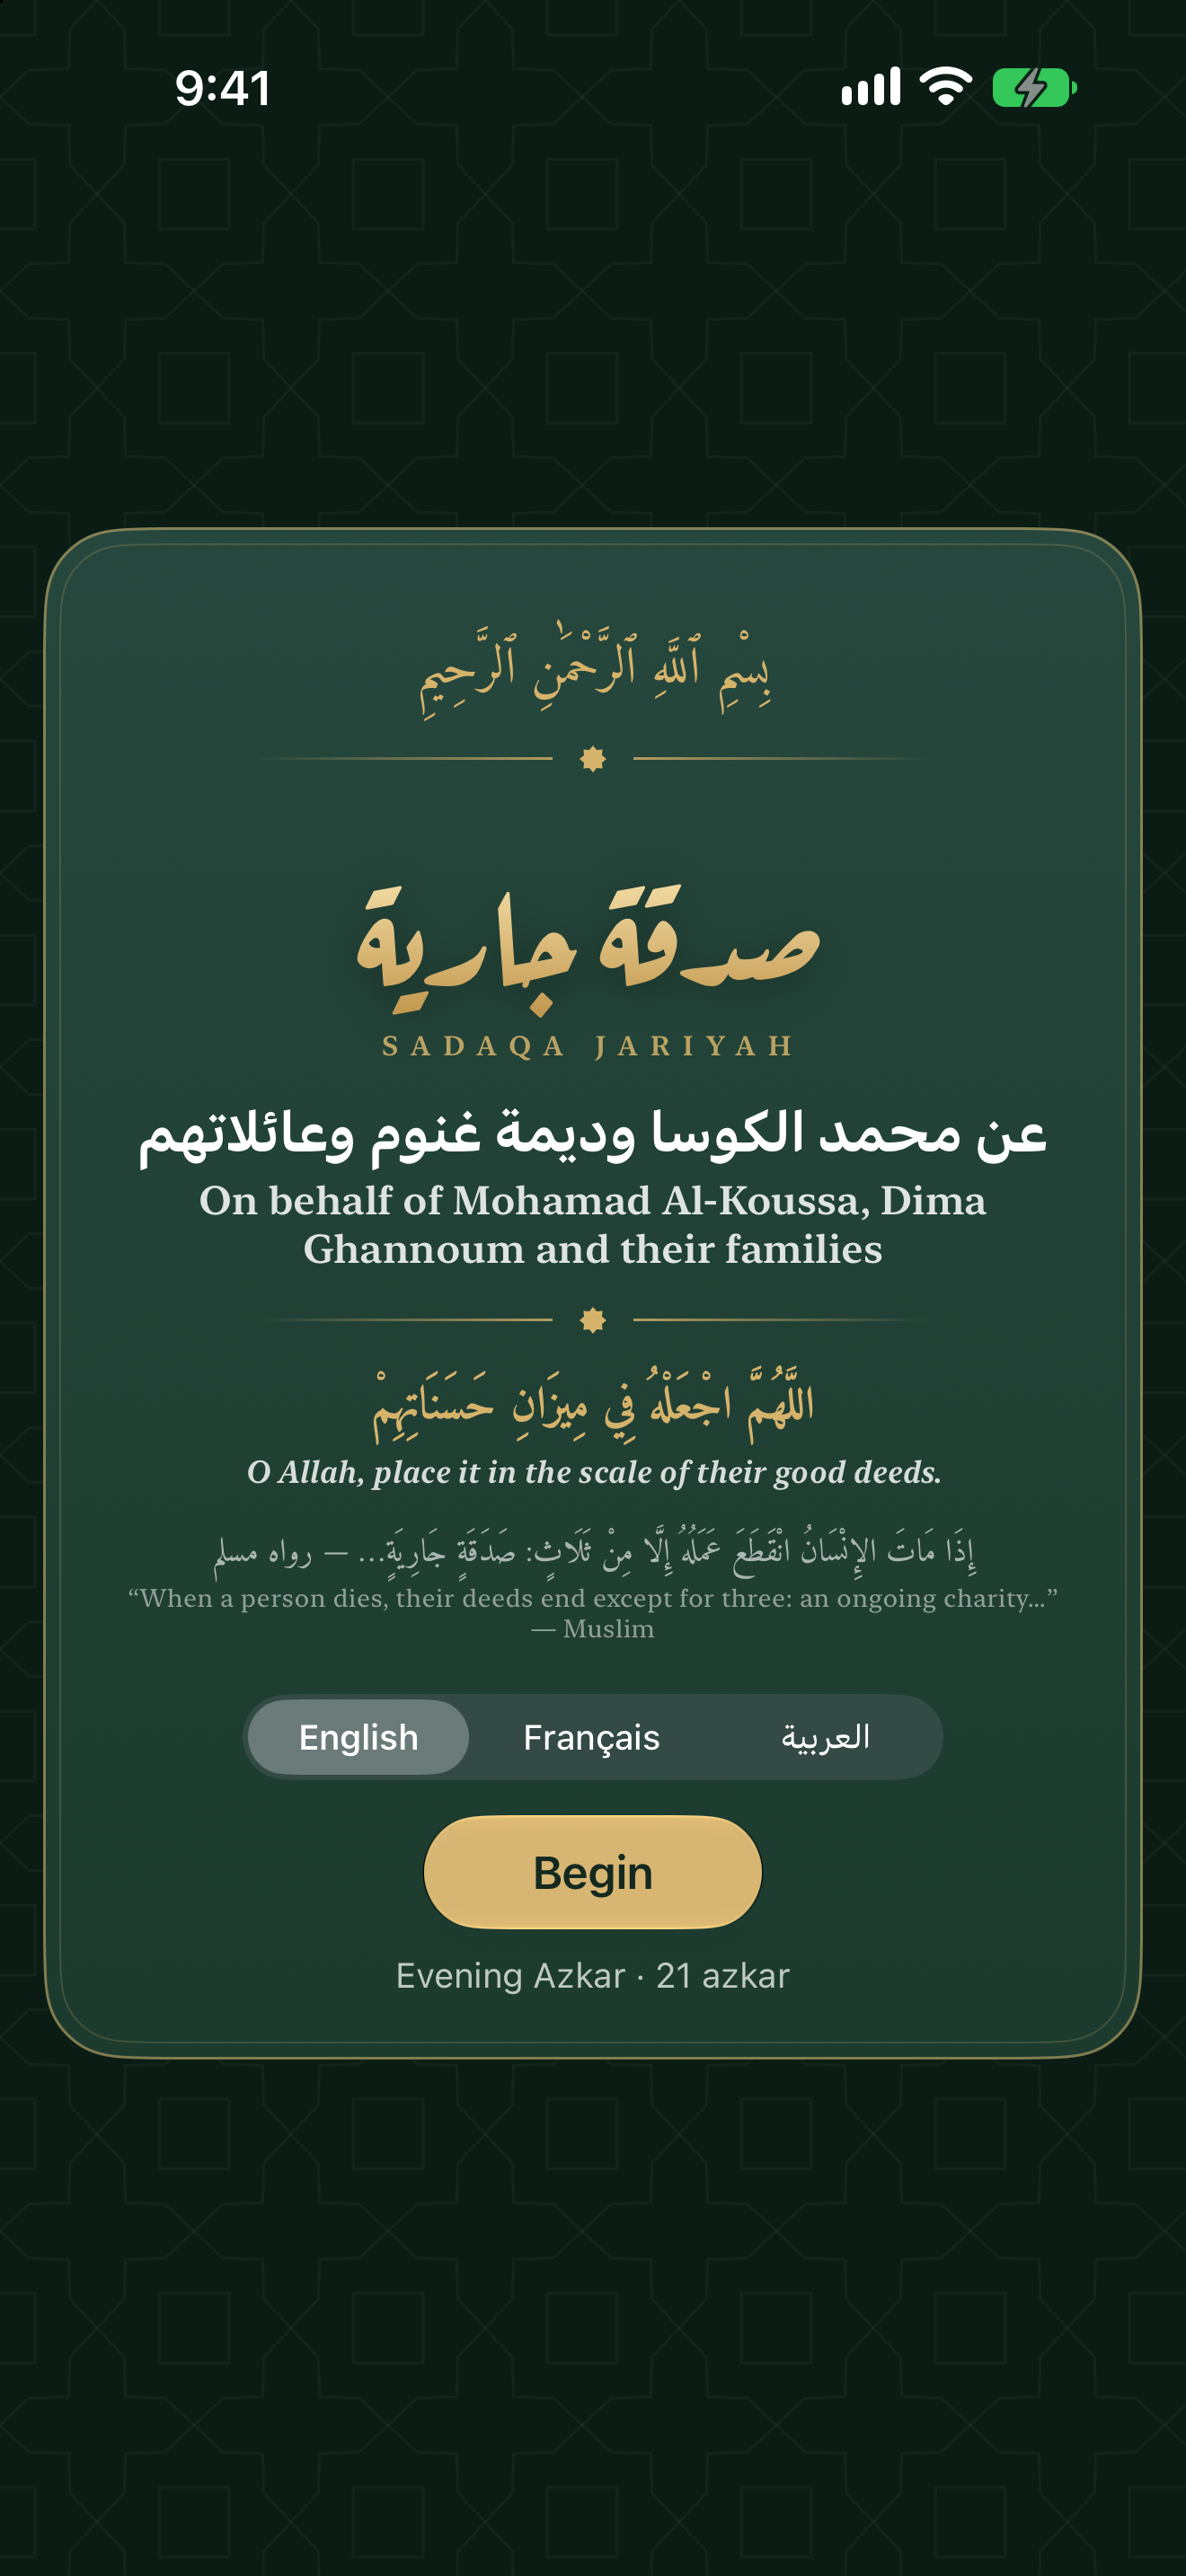 9:41
بِسْمِ ٱللَّهِ ٱلرَّحْمَٰنِ ٱلرَّحِيمِ
صدقة جارية
SADAQA JARIYAH
عن محمد الكوسا وديمة غنوم وعائلاتهم
On behalf of Mohamad Al-Koussa, Dima
Ghannoum and their families
اللَّهُمَّ اجْعَلْهُ فِي مِيزَانِ حَسَنَاتِهِمْ
O Allah, place it in the scale of their good deeds.
إِذَا مَاتَ الإِنْسَانُ انْقَطَعَ عَمَلُهُ إِلَّا مِنْ ثَلَاثٍ: صَدَقَةٍ جَارِيَةٍ… — رواه مسلم
“When a person dies, their deeds end except for three: an ongoing charity…”
— Muslim
English Français العربية
Begin
Evening Azkar · 21 azkar